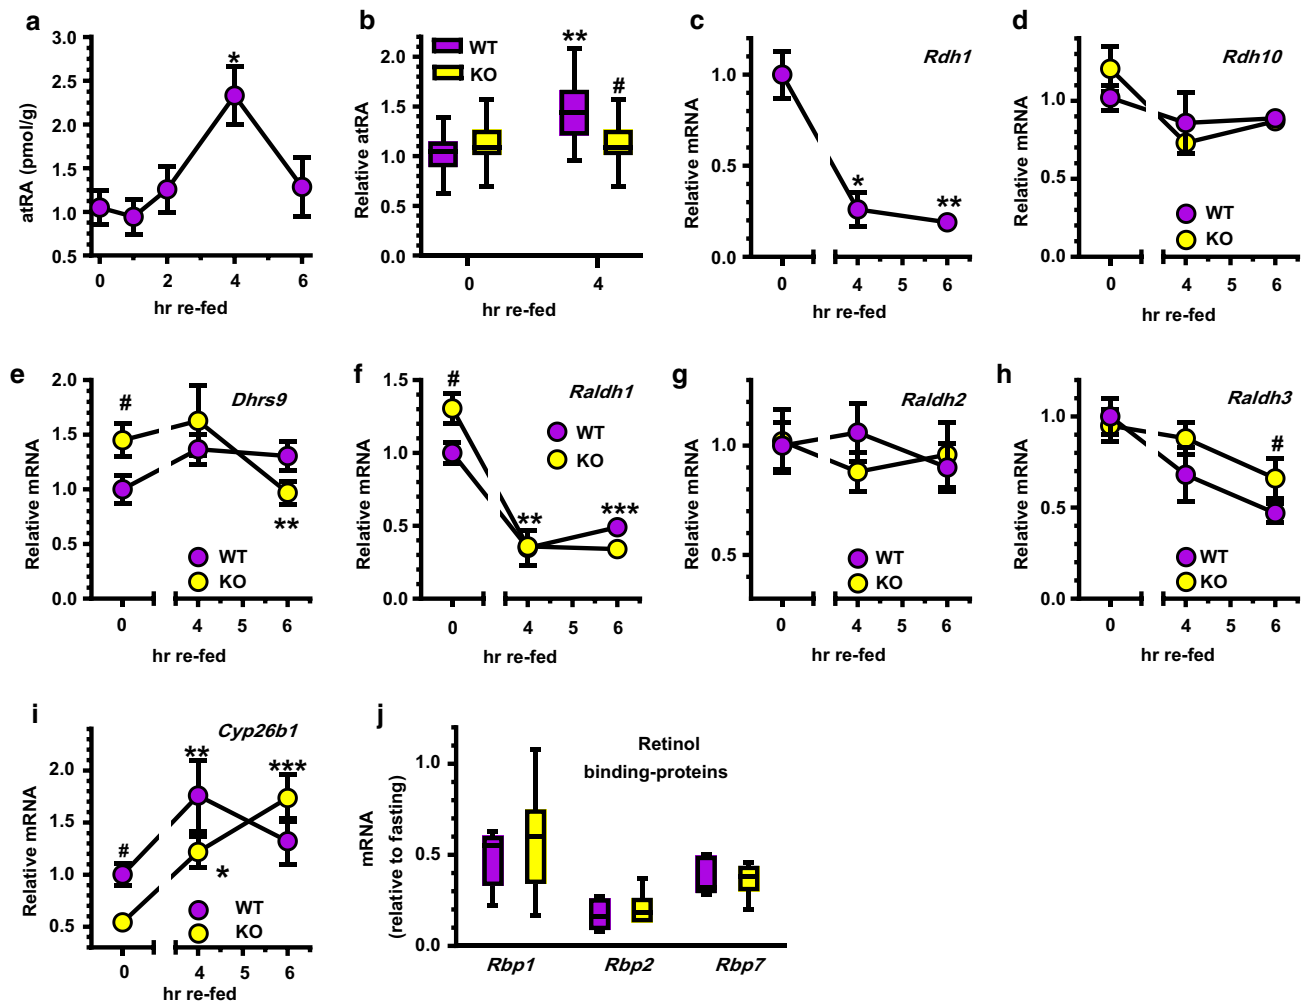 a
3.0
2.5
2.0
1.5
1.0
0.5
atRA (pmol/g)
*
0 2 4 6
hr re-fed
b
WT
KO
2.0
1.5
1.0
0.5
0.0
Relative atRA
**
#
0 4
hr re-fed
c
Rdh1
1.0
0.5
0.0
Relative mRNA
*
**
0 4 5 6
hr re-fed
d
Rdh10
1.0
0.5
0.0
Relative mRNA
WT
KO
0 4 5 6
hr re-fed
e
Dhrs9
2.0
1.5
1.0
0.5
0.0
Relative mRNA
#
**
WT
KO
0 4 5 6
hr re-fed
f
Raldh1
1.5
1.0
0.5
0.0
Relative mRNA
#
WT
KO
**
***
0 4 5 6
hr re-fed
g
Raldh2
1.0
0.5
Relative mRNA
WT
KO
0 4 5 6
hr re-fed
h
Raldh3
1.0
0.5
0.0
Relative mRNA
#
WT
KO
0 4 5 6
hr re-fed
i
Cyp26b1
2.0
1.5
1.0
0.5
Relative mRNA
#
**
***
*
WT
KO
0 4 5 6
hr re-fed
j
Retinol
binding-proteins
1.0
0.5
0.0
mRNA
(relative to fasting)
Rbp1 Rbp2 Rbp7